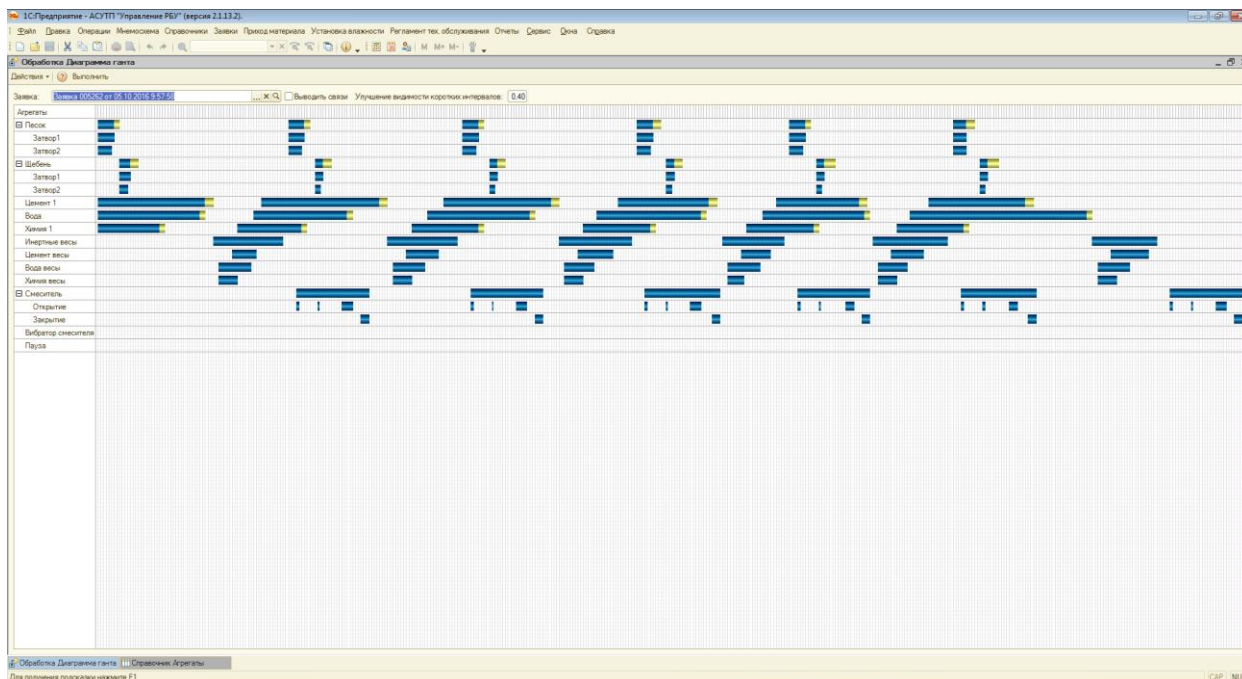 1С:Предприятие - АСУТП "Управление РБУ" (версия 2.1.13.2).
Файл Правка Операции Мнемосхема Справочники Заявки Приход материала Установка влажности Регламент тех. обслуживания Отчеты Сервис Окна Справка
M M+ M-
Обработка Диаграмма ганта
Действия Выполнить
Заявка: Заявка 005262 от 05.10.2016 9:57:50 ... X Выводить связи Улучшение видимости коротких интервалов: 0.40
Агрегаты
Песок
Затвор1
Затвор2
Щебень
Затвор1
Затвор2
Цемент 1
Вода
Химия 1
Инертные весы
Цемент весы
Вода весы
Химия весы
Смеситель
Открытие
Закрытие
Вибратор смесителя
Пауза
Обработка Диаграмма ганта Справочник Агрегаты
Для получения подсказки нажмите F1 CAP NU